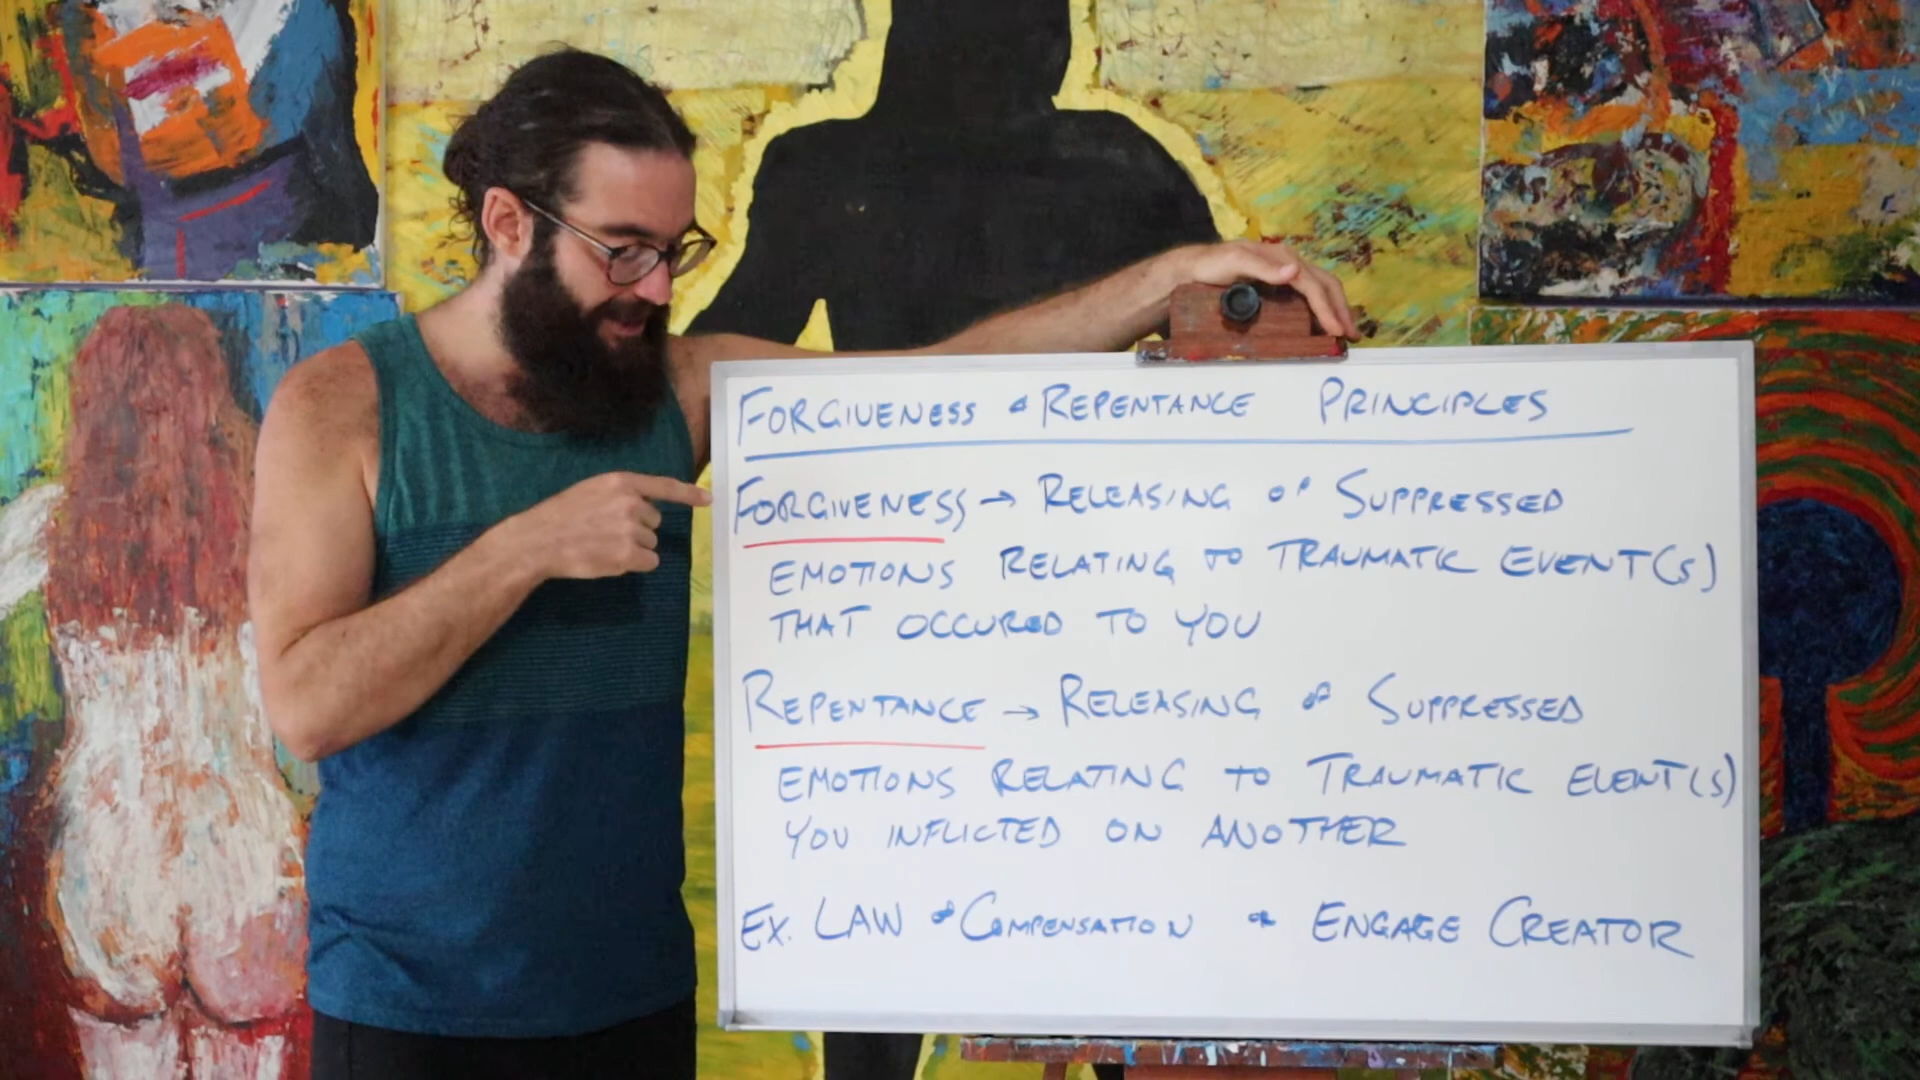 FORGIVENESS & REPENTANCE PRINCIPLES
FORGIVENESS → RELEASING OF SUPPRESSED
EMOTIONS RELATING TO TRAUMATIC EVENT(S)
THAT OCCURED TO YOU
REPENTANCE → RELEASING OF SUPPRESSED
EMOTIONS RELATING TO TRAUMATIC EVENT(S)
YOU INFLICTED ON ANOTHER
EX. LAW OF COMPENSATION OR ENGAGE CREATOR